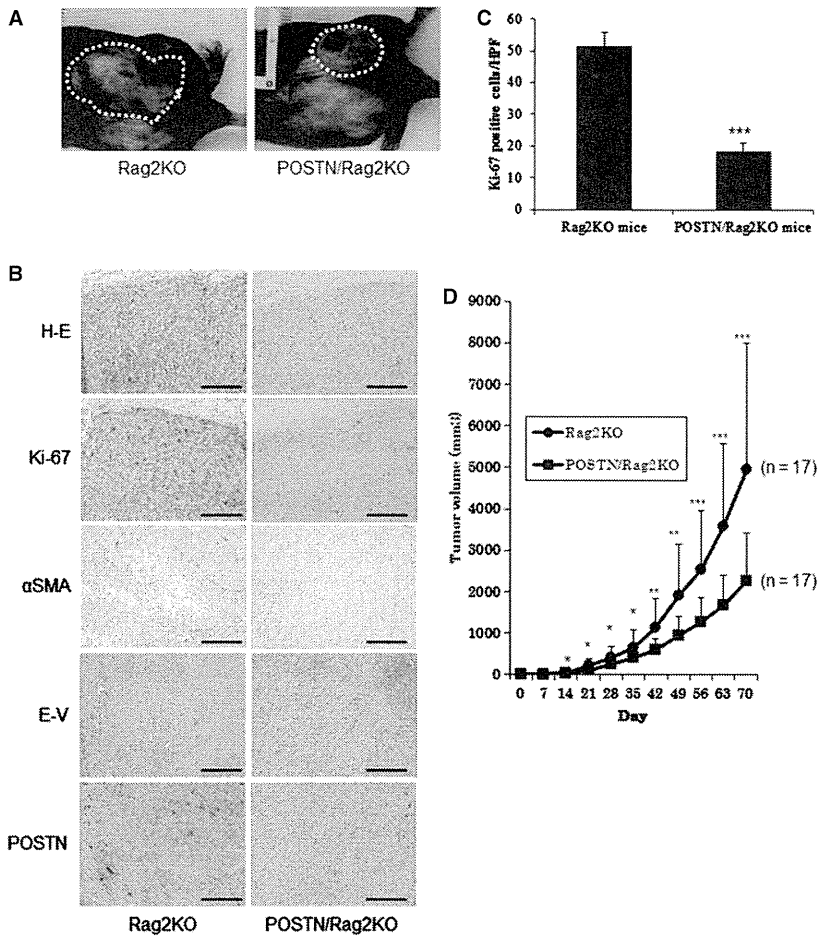 A
Rag2KO
POSTN/Rag2KO
C
Ki-67 positive cells/HPF
60
50
40
30
20
10
0
***
Rag2KO mice
POSTN/Rag2KO mice
B
H-E
Ki-67
αSMA
E-V
POSTN
Rag2KO
POSTN/Rag2KO
D
Tumor volume (mm3)
9000
8000
7000
6000
5000
4000
3000
2000
1000
0
Rag2KO
POSTN/Rag2KO
*
*
*
*
**
**
***
***
***
(n = 17)
(n = 17)
0 7 14 21 28 35 42 49 56 63 70
Day